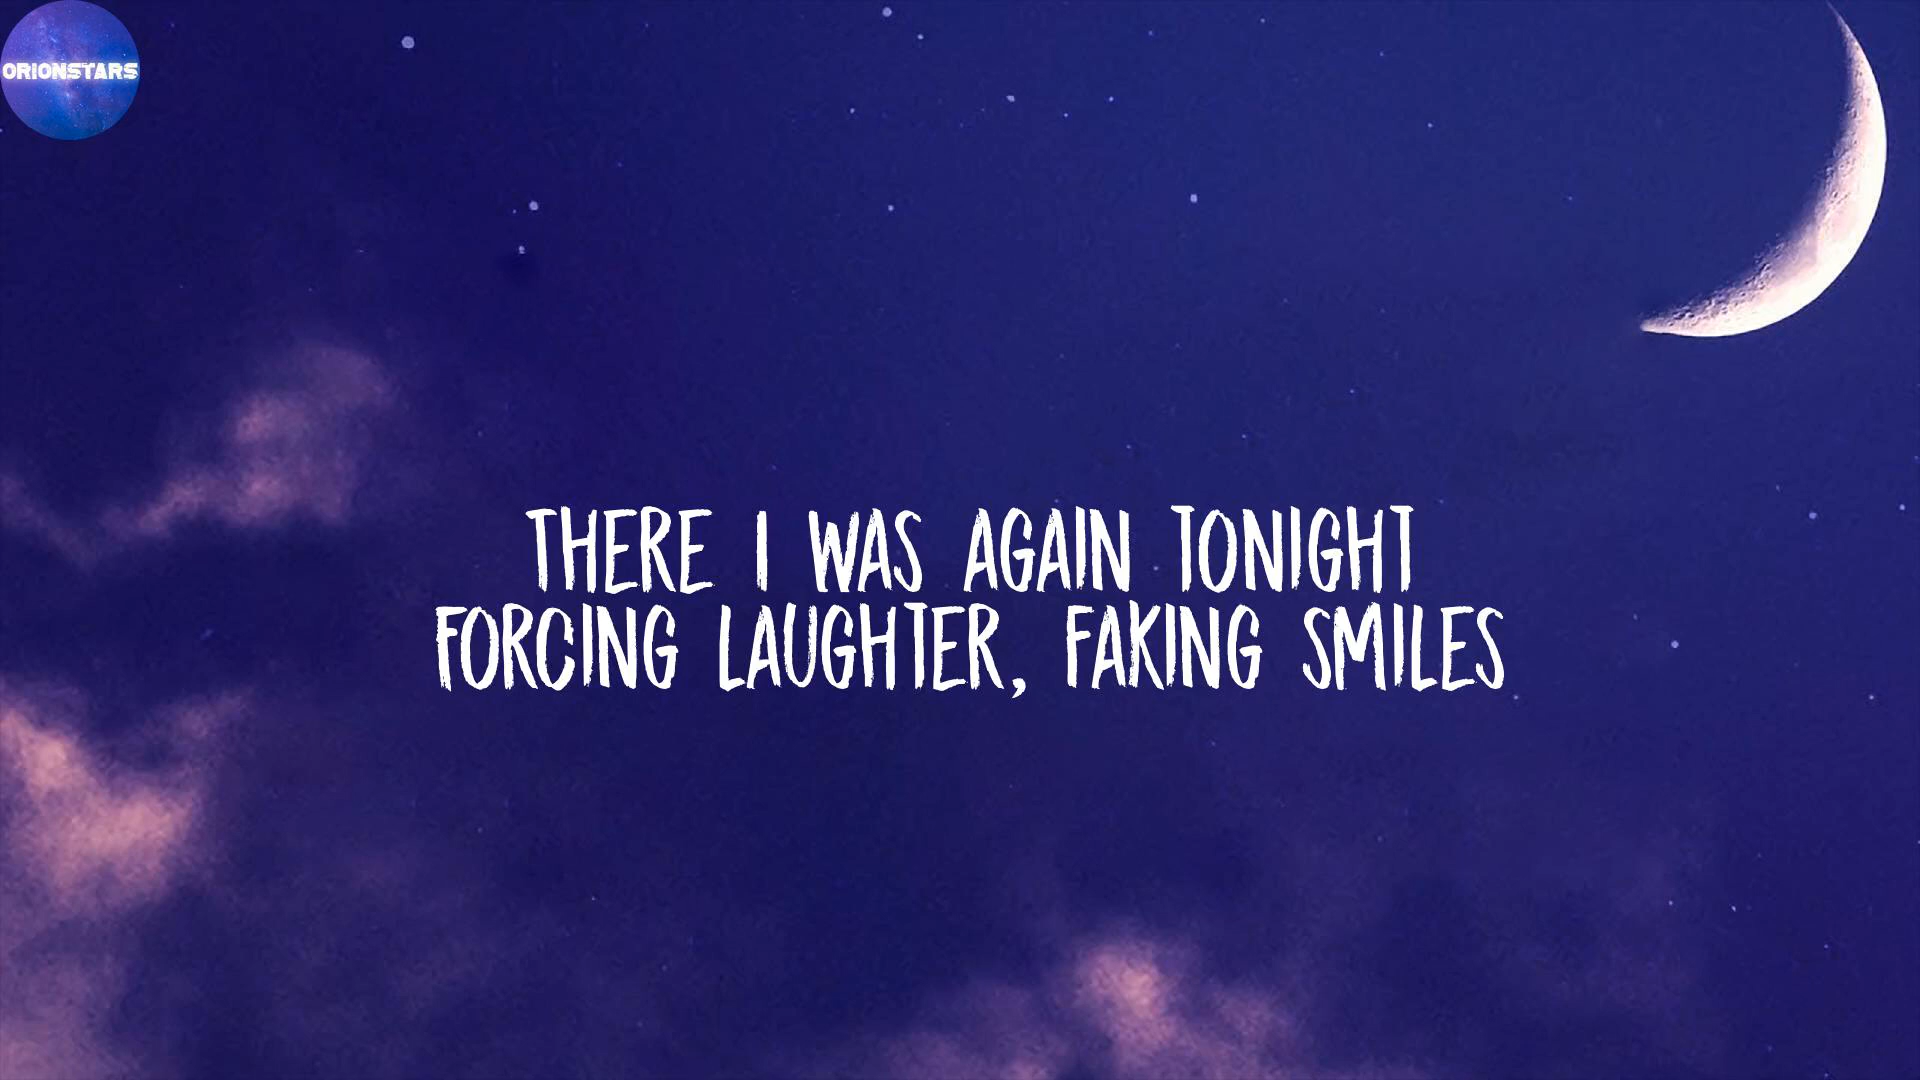 ORIONSTARS
THERE I WAS AGAIN TONIGHT
FORCING LAUGHTER, FAKING SMILES